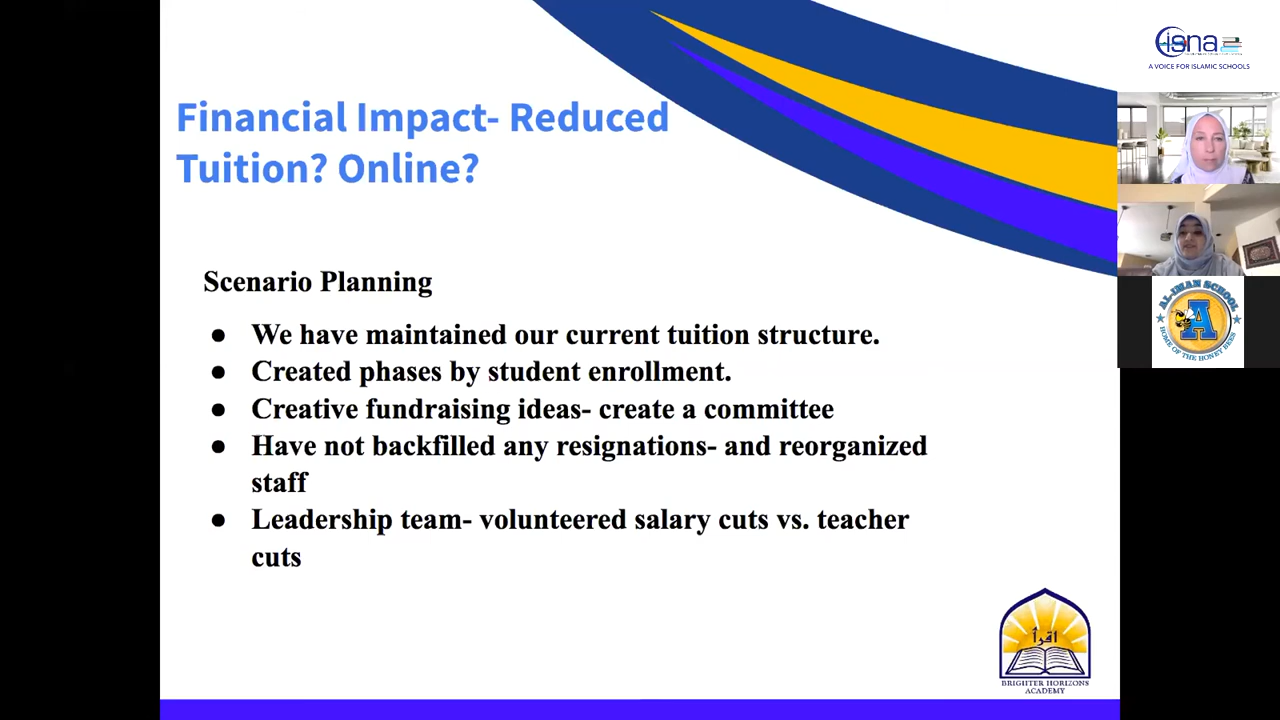 Financial Impact- Reduced
Tuition? Online?
Scenario Planning
● We have maintained our current tuition structure.
● Created phases by student enrollment.
● Creative fundraising ideas- create a committee
● Have not backfilled any resignations- and reorganized
staff
● Leadership team- volunteered salary cuts vs. teacher
cuts
اقرأ
BRIGHTER HORIZONS
ACADEMY
cisna
A VOICE FOR ISLAMIC SCHOOLS
AL-IMAN SCHOOL
A
HOME OF THE HONEY BEES